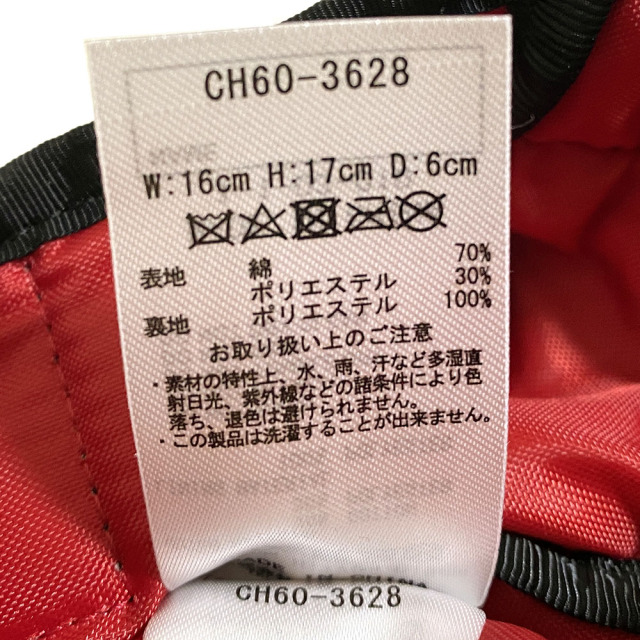 CH60-3628
W:16cm H:17cm D:6cm
表地 綿 70%
ポリエステル 30%
裏地 ポリエステル 100%
お取り扱い上のご注意
・素材の特性上、水、雨、汗など多湿直
射日光、紫外線などの諸条件により色
落ち、退色は避けられません。
・この製品は洗濯することが出来ません。
CH60-3628